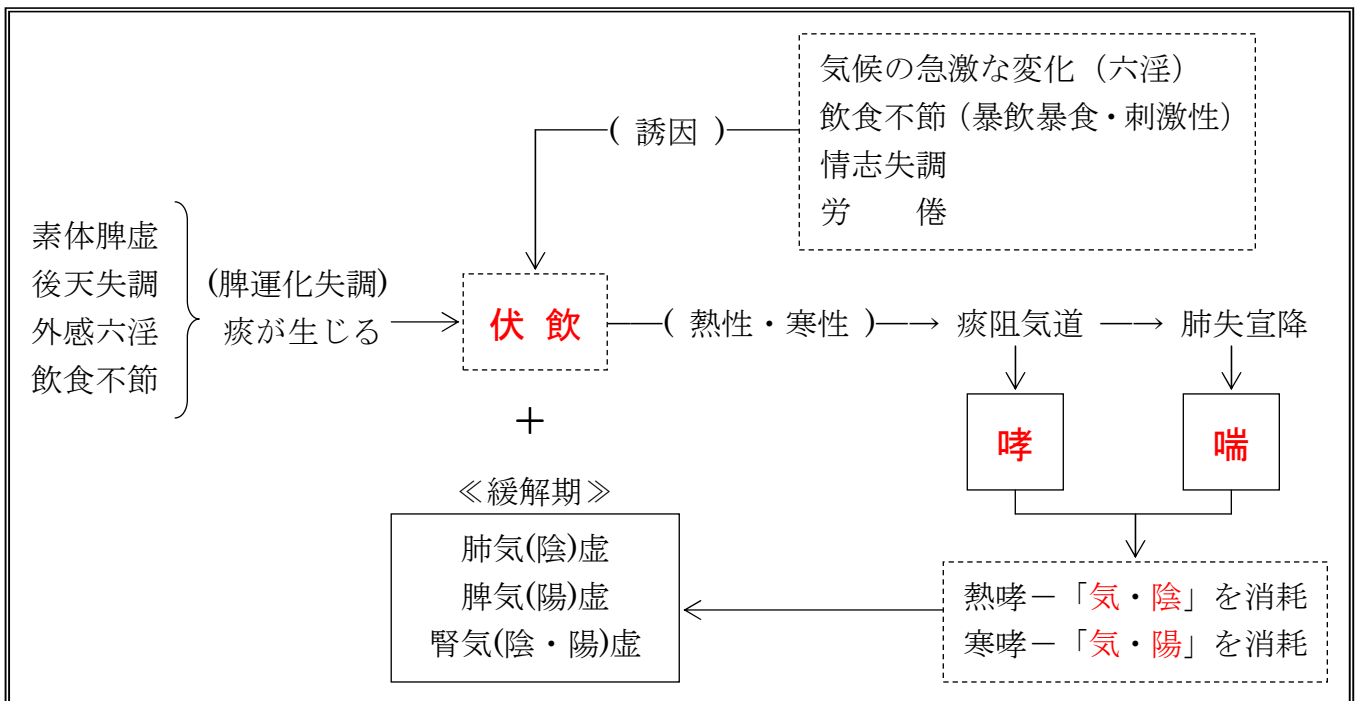 気候の急激な変化（六淫）
飲食不節（暴飲暴食・刺激性）
情志失調
労　　倦
( 誘因 )
素体脾虚
後天失調
外感六淫
飲食不節
(脾運化失調)
痰が生じる
伏 飲
( 熱性・寒性 )
痰阻気道
肺失宣降
＋
哮
喘
≪緩解期≫
肺気(陰)虚
脾気(陽)虚
腎気(陰・陽)虚
熱哮－「気・陰」を消耗
寒哮－「気・陽」を消耗